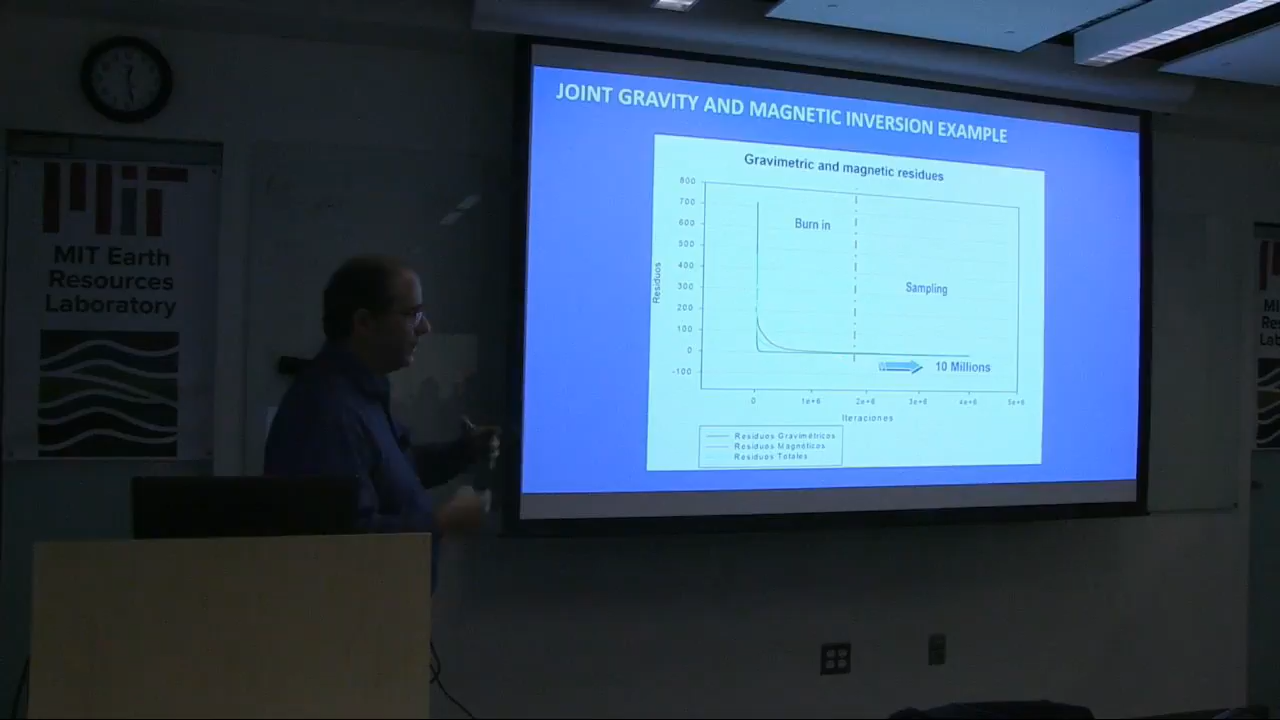 MIT Earth
Resources
Laboratory
JOINT GRAVITY AND MAGNETIC INVERSION EXAMPLE
Gravimetric and magnetic residues
800
700
600
500
400
300
200
100
0
-100
Residuos
Burn in
Sampling
10 Millions
0 1e+6 2e+6 3e+6 4e+6 5e+6
Iteraciones
Residuos Gravimétricos
Residuos Magnéticos
Residuos Totales